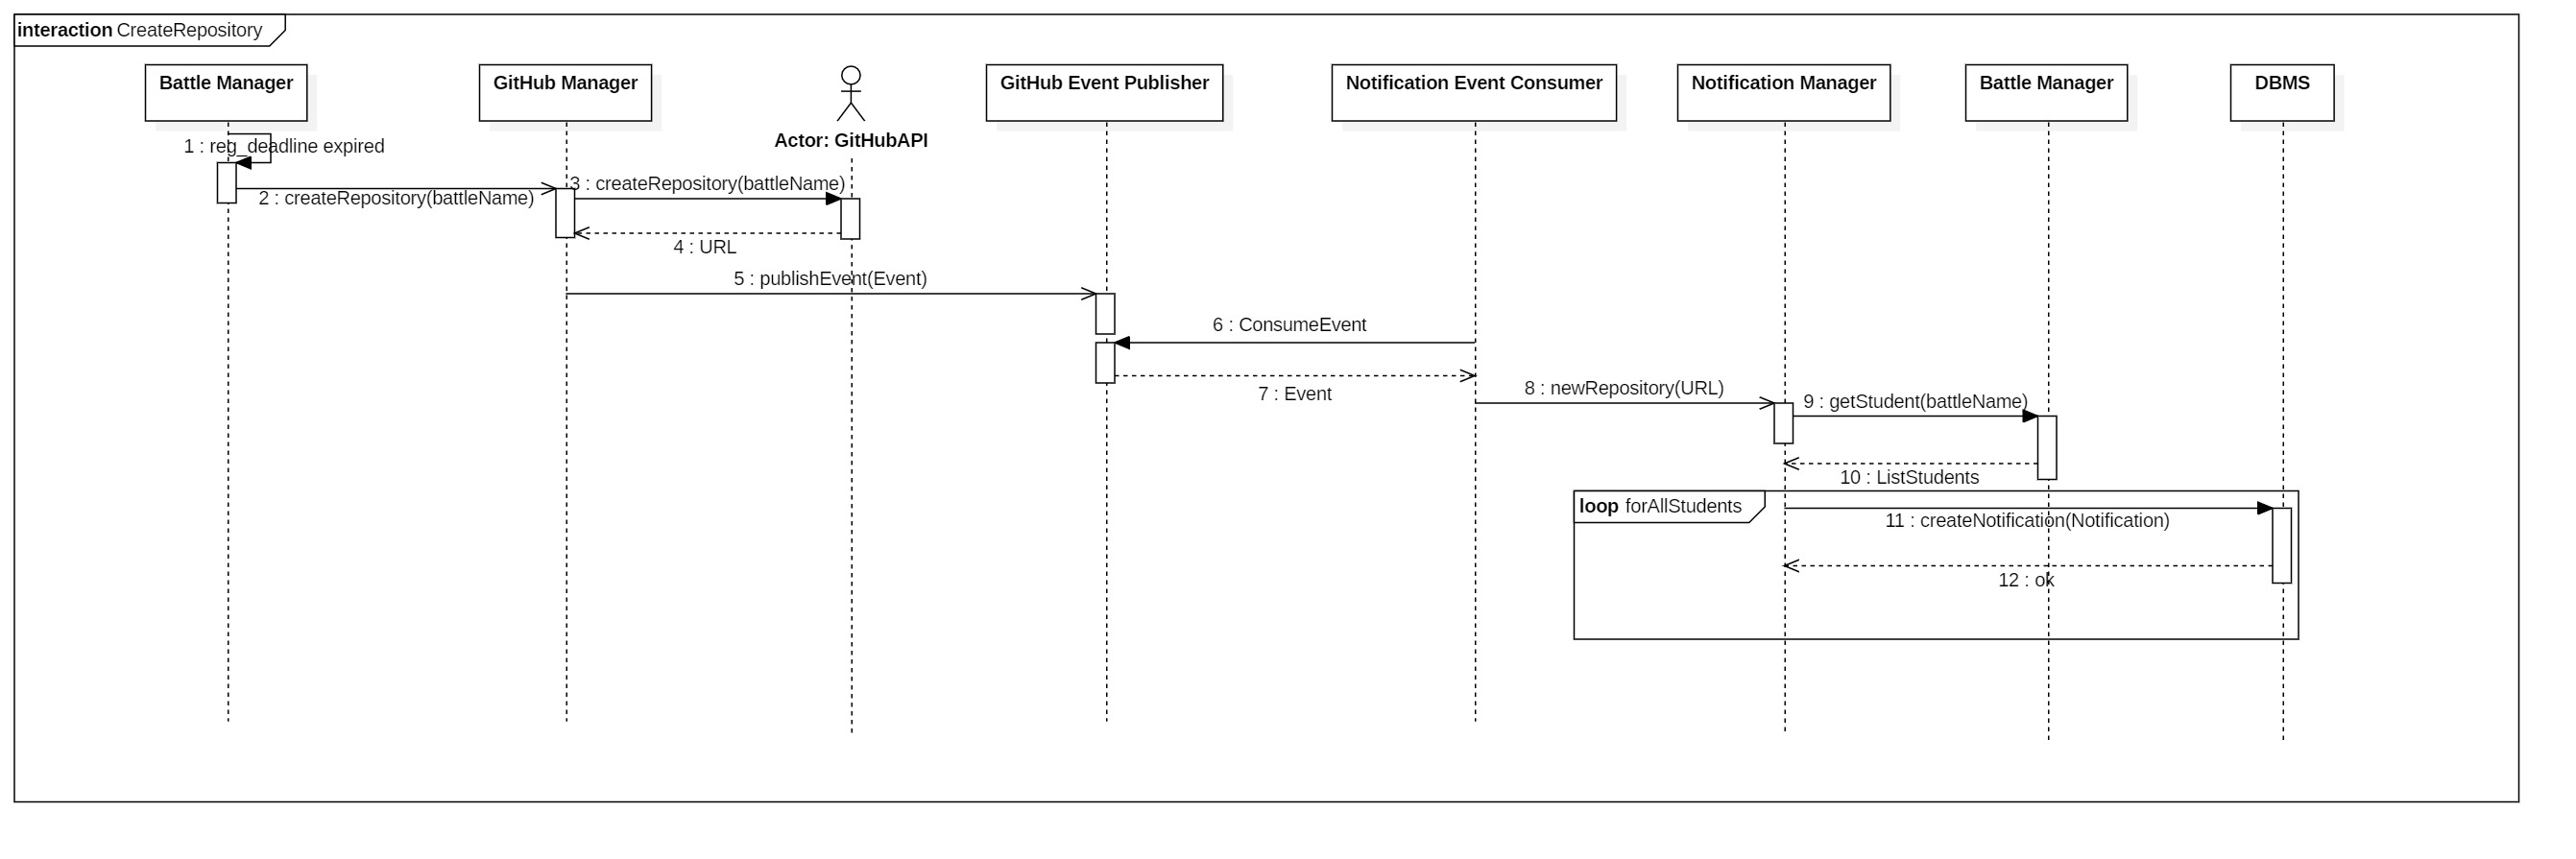 interaction CreateRepository
Battle Manager
GitHub Manager
Actor: GitHubAPI
GitHub Event Publisher
Notification Event Consumer
Notification Manager
Battle Manager
DBMS
1 : reg_deadline expired
2 : createRepository(battleName)
3 : createRepository(battleName)
4 : URL
5 : publishEvent(Event)
6 : ConsumeEvent
7 : Event
8 : newRepository(URL)
9 : getStudent(battleName)
10 : ListStudents
loop forAllStudents
11 : createNotification(Notification)
12 : ok